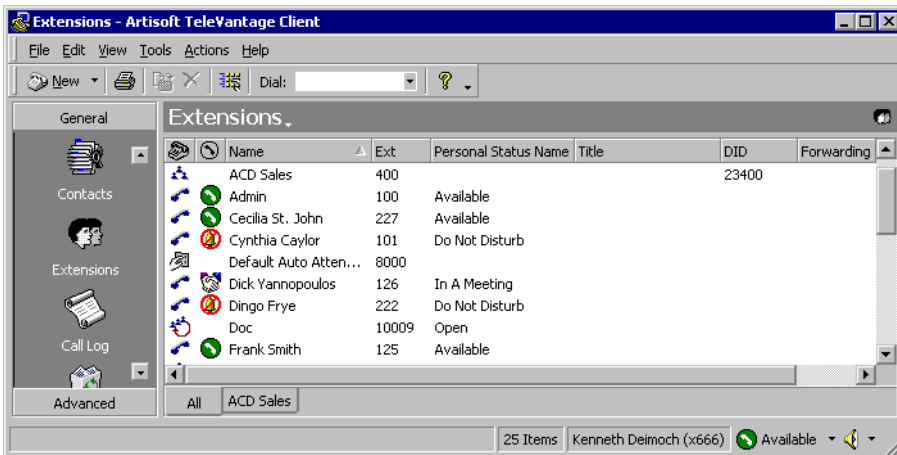 Extensions - Artisoft TeleVantage Client
File Edit View Tools Actions Help
New Dial:
General Extensions
Name Ext Personal Status Name Title DID Forwarding
ACD Sales 400 23400
Admin 100 Available
Contacts
Cecilia St. John 227 Available
Cynthia Caylor 101 Do Not Disturb
Default Auto Atten... 8000
Extensions
Dick Yannopoulos 126 In A Meeting
Dingo Frye 222 Do Not Disturb
Doc 10009 Open
Call Log
Frank Smith 125 Available
Advanced All ACD Sales
25 Items Kenneth Deimoch (x666) Available